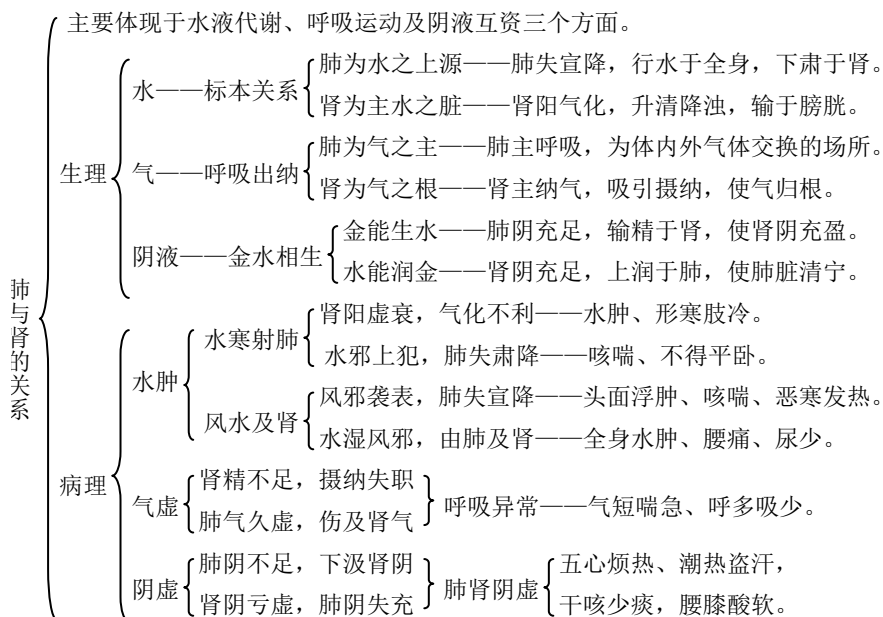 肺与肾的关系
主要体现于水液代谢、呼吸运动及阴液互资三个方面。
生理
水——标本关系
肺为水之上源——肺失宣降，行水于全身，下肃于肾。
肾为主水之脏——肾阳气化，升清降浊，输于膀胱。
气——呼吸出纳
肺为气之主——肺主呼吸，为体内外气体交换的场所。
肾为气之根——肾主纳气，吸引摄纳，使气归根。
阴液——金水相生
金能生水——肺阴充足，输精于肾，使肾阴充盈。
水能润金——肾阴充足，上润于肺，使肺脏清宁。
病理
水肿
水寒射肺
肾阳虚衰，气化不利——水肿、形寒肢冷。
水邪上犯，肺失肃降——咳喘、不得平卧。
风水及肾
风邪袭表，肺失宣降——头面浮肿、咳喘、恶寒发热。
水湿风邪，由肺及肾——全身水肿、腰痛、尿少。
气虚
肾精不足，摄纳失职
肺气久虚，伤及肾气
呼吸异常——气短喘急、呼多吸少。
阴虚
肺阴不足，下汲肾阴
肾阴亏虚，肺阴失充
肺肾阴虚
五心烦热、潮热盗汗，
干咳少痰，腰膝酸软。